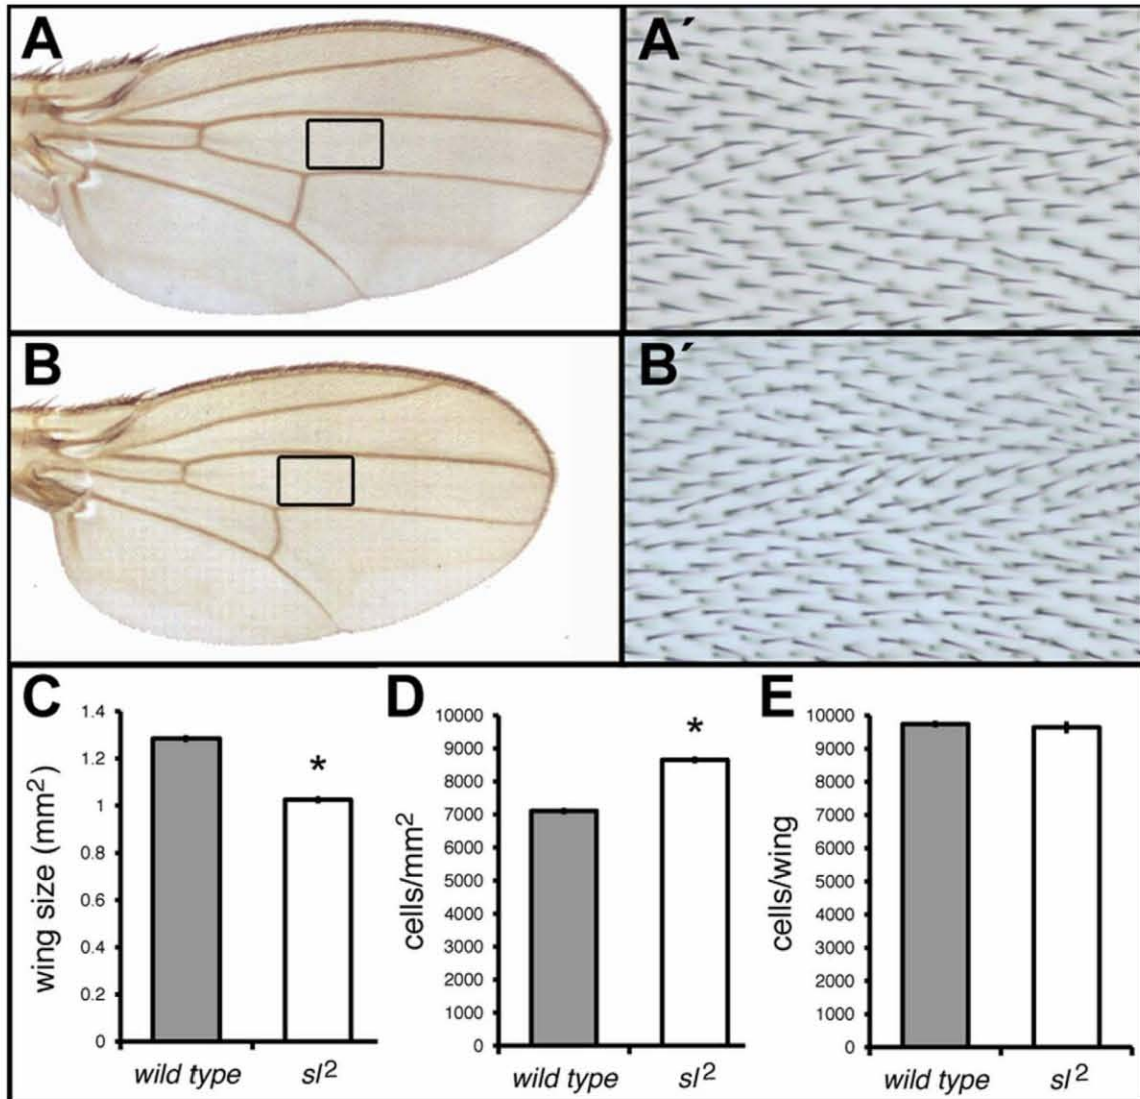 A
A´
B
B´
C
wing size (mm²)
1.4
1.2
1
0.8
0.6
0.4
0.2
0
*
wild type
sl²
D
cells/mm²
10000
9000
8000
7000
6000
5000
4000
3000
2000
1000
0
*
wild type
sl²
E
cells/wing
10000
9000
8000
7000
6000
5000
4000
3000
2000
1000
0
wild type
sl²